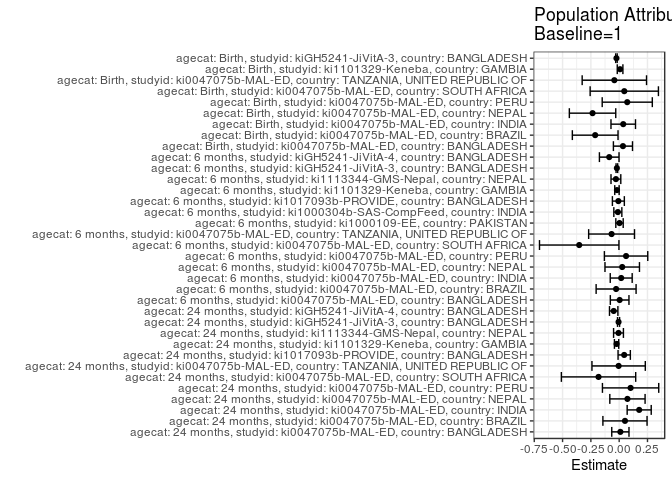 Population Attribu
Baseline=1
agecat: Birth, studyid: kiGH5241-JiVitA-3, country: BANGLADESH
agecat: Birth, studyid: ki1101329-Keneba, country: GAMBIA
agecat: Birth, studyid: ki0047075b-MAL-ED, country: TANZANIA, UNITED REPUBLIC OF
agecat: Birth, studyid: ki0047075b-MAL-ED, country: SOUTH AFRICA
agecat: Birth, studyid: ki0047075b-MAL-ED, country: PERU
agecat: Birth, studyid: ki0047075b-MAL-ED, country: NEPAL
agecat: Birth, studyid: ki0047075b-MAL-ED, country: INDIA
agecat: Birth, studyid: ki0047075b-MAL-ED, country: BRAZIL
agecat: Birth, studyid: ki0047075b-MAL-ED, country: BANGLADESH
agecat: 6 months, studyid: kiGH5241-JiVitA-4, country: BANGLADESH
agecat: 6 months, studyid: kiGH5241-JiVitA-3, country: BANGLADESH
agecat: 6 months, studyid: ki1113344-GMS-Nepal, country: NEPAL
agecat: 6 months, studyid: ki1101329-Keneba, country: GAMBIA
agecat: 6 months, studyid: ki1017093b-PROVIDE, country: BANGLADESH
agecat: 6 months, studyid: ki1000304b-SAS-CompFeed, country: INDIA
agecat: 6 months, studyid: ki1000109-EE, country: PAKISTAN
agecat: 6 months, studyid: ki0047075b-MAL-ED, country: TANZANIA, UNITED REPUBLIC OF
agecat: 6 months, studyid: ki0047075b-MAL-ED, country: SOUTH AFRICA
agecat: 6 months, studyid: ki0047075b-MAL-ED, country: PERU
agecat: 6 months, studyid: ki0047075b-MAL-ED, country: NEPAL
agecat: 6 months, studyid: ki0047075b-MAL-ED, country: INDIA
agecat: 6 months, studyid: ki0047075b-MAL-ED, country: BRAZIL
agecat: 6 months, studyid: ki0047075b-MAL-ED, country: BANGLADESH
agecat: 24 months, studyid: kiGH5241-JiVitA-4, country: BANGLADESH
agecat: 24 months, studyid: kiGH5241-JiVitA-3, country: BANGLADESH
agecat: 24 months, studyid: ki1113344-GMS-Nepal, country: NEPAL
agecat: 24 months, studyid: ki1101329-Keneba, country: GAMBIA
agecat: 24 months, studyid: ki1017093b-PROVIDE, country: BANGLADESH
agecat: 24 months, studyid: ki0047075b-MAL-ED, country: TANZANIA, UNITED REPUBLIC OF
agecat: 24 months, studyid: ki0047075b-MAL-ED, country: SOUTH AFRICA
agecat: 24 months, studyid: ki0047075b-MAL-ED, country: PERU
agecat: 24 months, studyid: ki0047075b-MAL-ED, country: NEPAL
agecat: 24 months, studyid: ki0047075b-MAL-ED, country: INDIA
agecat: 24 months, studyid: ki0047075b-MAL-ED, country: BRAZIL
agecat: 24 months, studyid: ki0047075b-MAL-ED, country: BANGLADESH
-0.75 -0.50 -0.25 0.00 0.25
Estimate